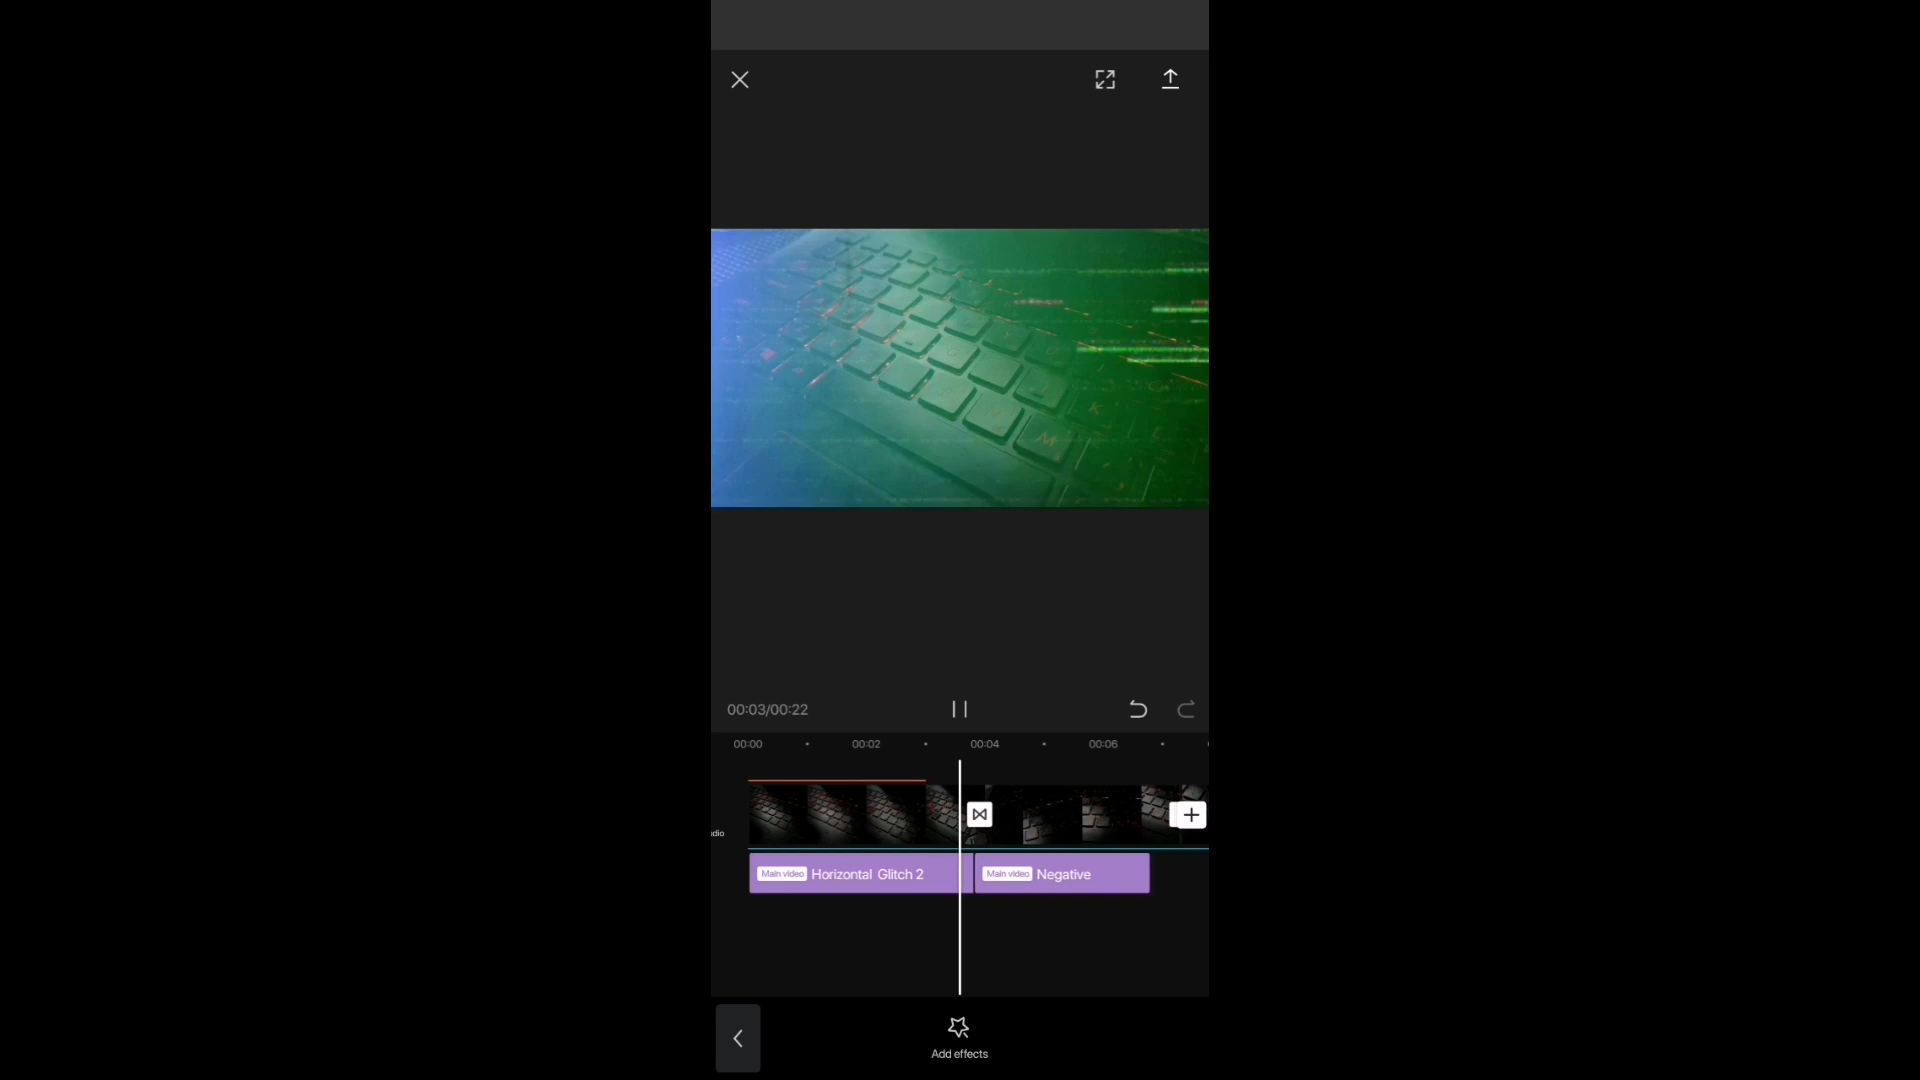 00:03/00:22
00:00 00:02 00:04 00:06
Main video Horizontal Glitch 2 Main video Negative
Add effects